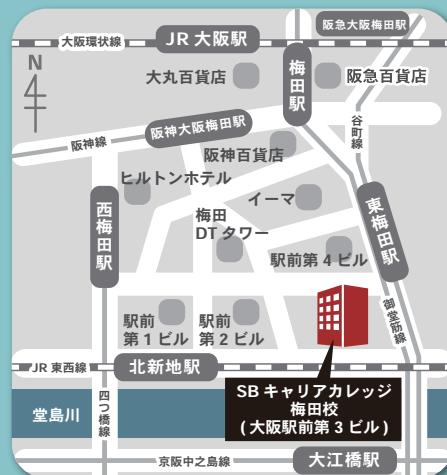 阪急大阪梅田駅
大阪環状線
JR 大阪駅
N
大丸百貨店
梅田駅
阪急百貨店
谷町線
阪神大阪梅田駅
阪神線
阪神百貨店
ヒルトンホテル
イーマ
西梅田駅
梅田
DT タワー
東梅田駅
駅前第 4 ビル
御堂筋線
駅前
第 1 ビル
駅前
第 2 ビル
JR 東西線
北新地駅
SB キャリアカレッジ
梅田校
( 大阪駅前第 3 ビル )
堂島川
四つ橋線
京阪中之島線
大江橋駅